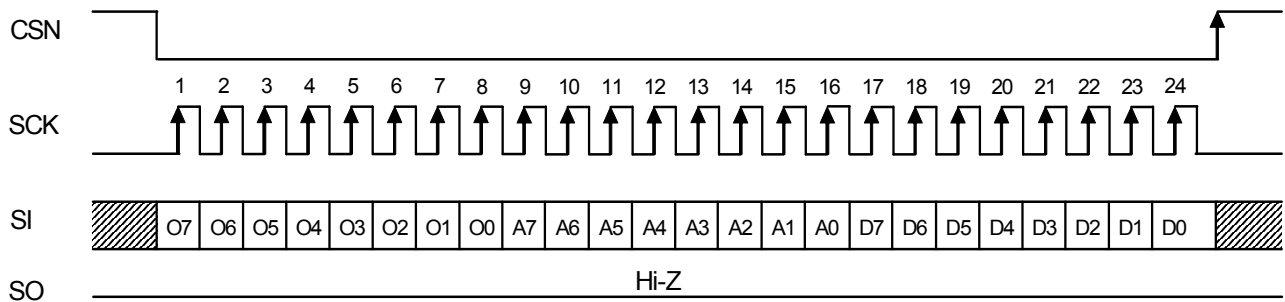 CSN
1 2 3 4 5 6 7 8 9 10 11 12 13 14 15 16 17 18 19 20 21 22 23 24
SCK
SI O7 O6 O5 O4 O3 O2 O1 O0 A7 A6 A5 A4 A3 A2 A1 A0 D7 D6 D5 D4 D3 D2 D1 D0
Hi-Z
SO